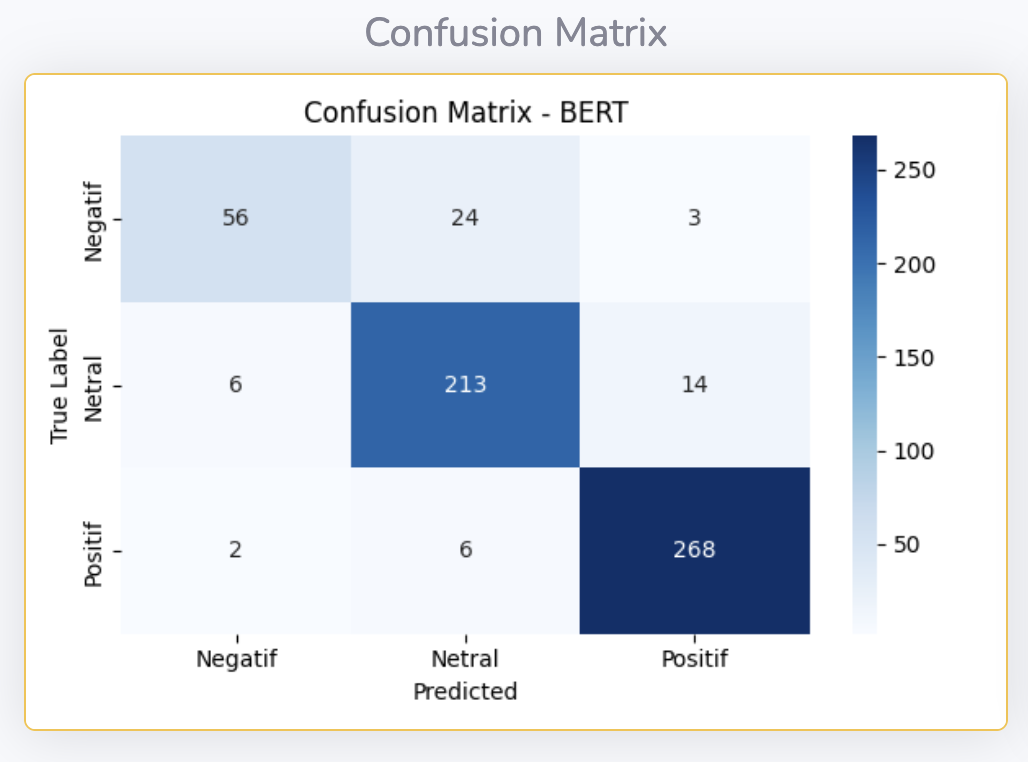 Confusion Matrix
Confusion Matrix - BERT
Negatif 56 24 3
Netral 6 213 14
Positif 2 6 268
True Label
Negatif Netral Positif
Predicted
250
200
150
100
50